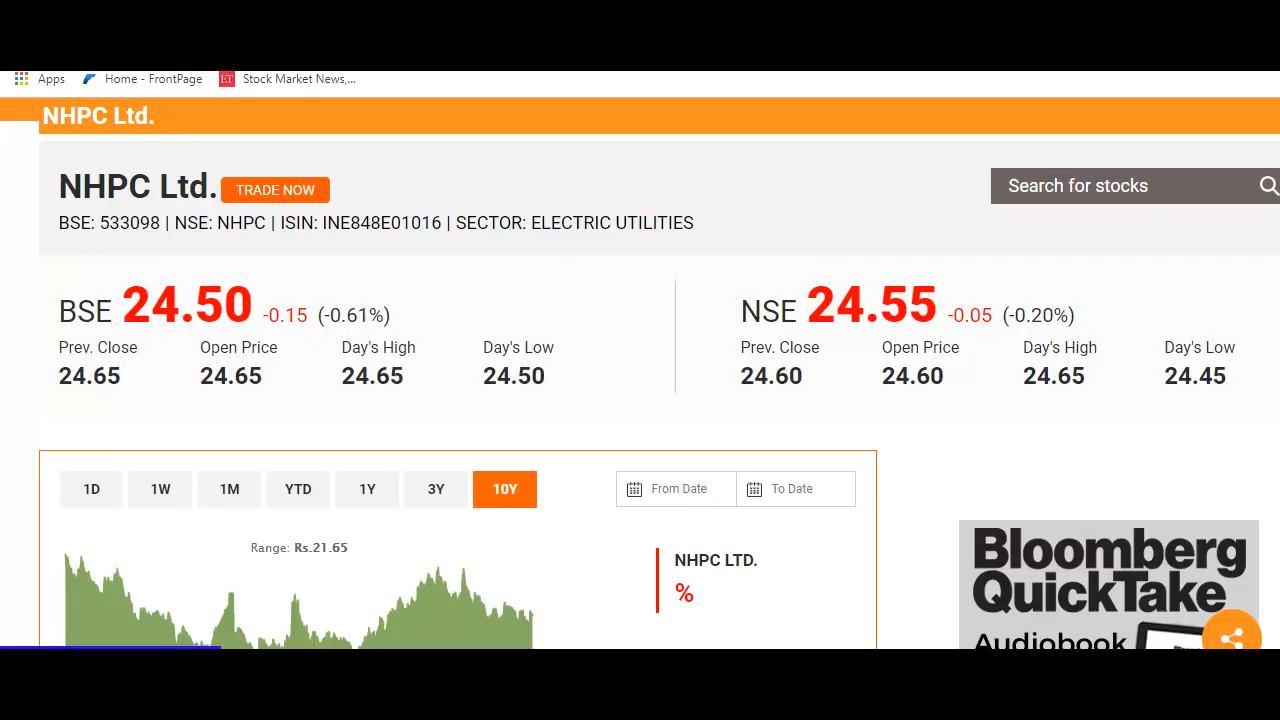 Apps Home - FrontPage ET Stock Market News,...
NHPC Ltd.
NHPC Ltd. TRADE NOW
Search for stocks
BSE: 533098 | NSE: NHPC | ISIN: INE848E01016 | SECTOR: ELECTRIC UTILITIES
BSE 24.50 -0.15 (-0.61%)
Prev. Close Open Price Day's High Day's Low
24.65 24.65 24.65 24.50
NSE 24.55 -0.05 (-0.20%)
Prev. Close Open Price Day's High Day's Low
24.60 24.60 24.65 24.45
1D 1W 1M YTD 1Y 3Y 10Y
From Date To Date
Range: Rs.21.65
NHPC LTD.
%
Bloomberg
QuickTake
Audiobook